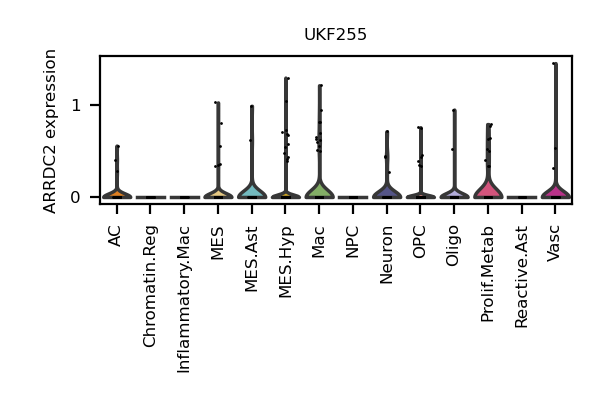 UKF255
ARRDC2 expression
1
0
AC
Chromatin.Reg
Inflammatory.Mac
MES
MES.Ast
MES.Hyp
Mac
NPC
Neuron
OPC
Oligo
Prolif.Metab
Reactive.Ast
Vasc